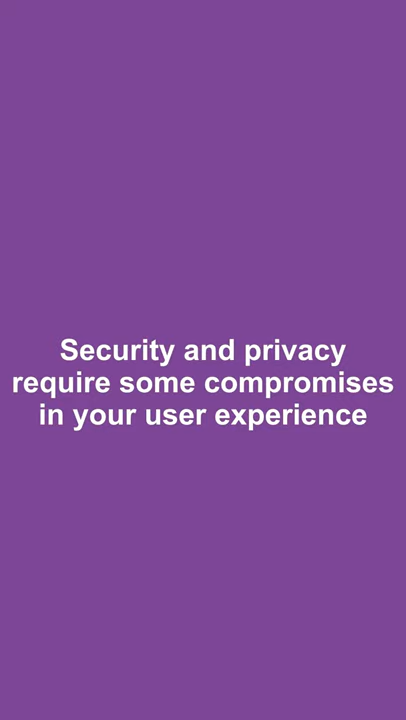 Security and privacy
require some compromises
in your user experience